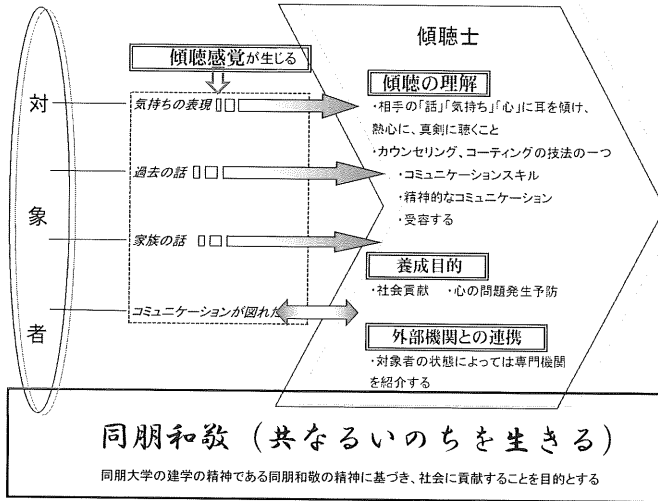 傾聴士
傾聴感覚が生じる
対象者
気持ちの表現
過去の話
家族の話
コミュニケーションが図れた
傾聴の理解
・相手の「話」「気持ち」「心」に耳を傾け、
熱心に、真剣に聴くこと
・カウンセリング、コーティングの技法の一つ
・コミュニケーションスキル
・精神的なコミュニケーション
・受容する
養成目的
・社会貢献 ・心の問題発生予防
外部機関との連携
・対象者の状態によっては専門機関
を紹介する
同朋和敬（共なるいのちを生きる）
同朋大学の建学の精神である同朋和敬の精神に基づき、社会に貢献することを目的とする